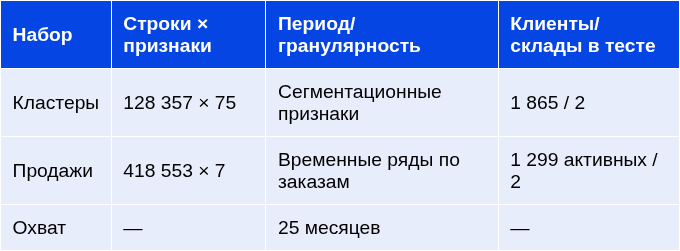 Набор
Строки ×
признаки
Период/
гранулярность
Клиенты/
склады в тесте
Кластеры
128 357 × 75
Сегментационные
признаки
1 865 / 2
Продажи
418 553 × 7
Временные ряды по
заказам
1 299 активных /
2
Охват
—
25 месяцев
—